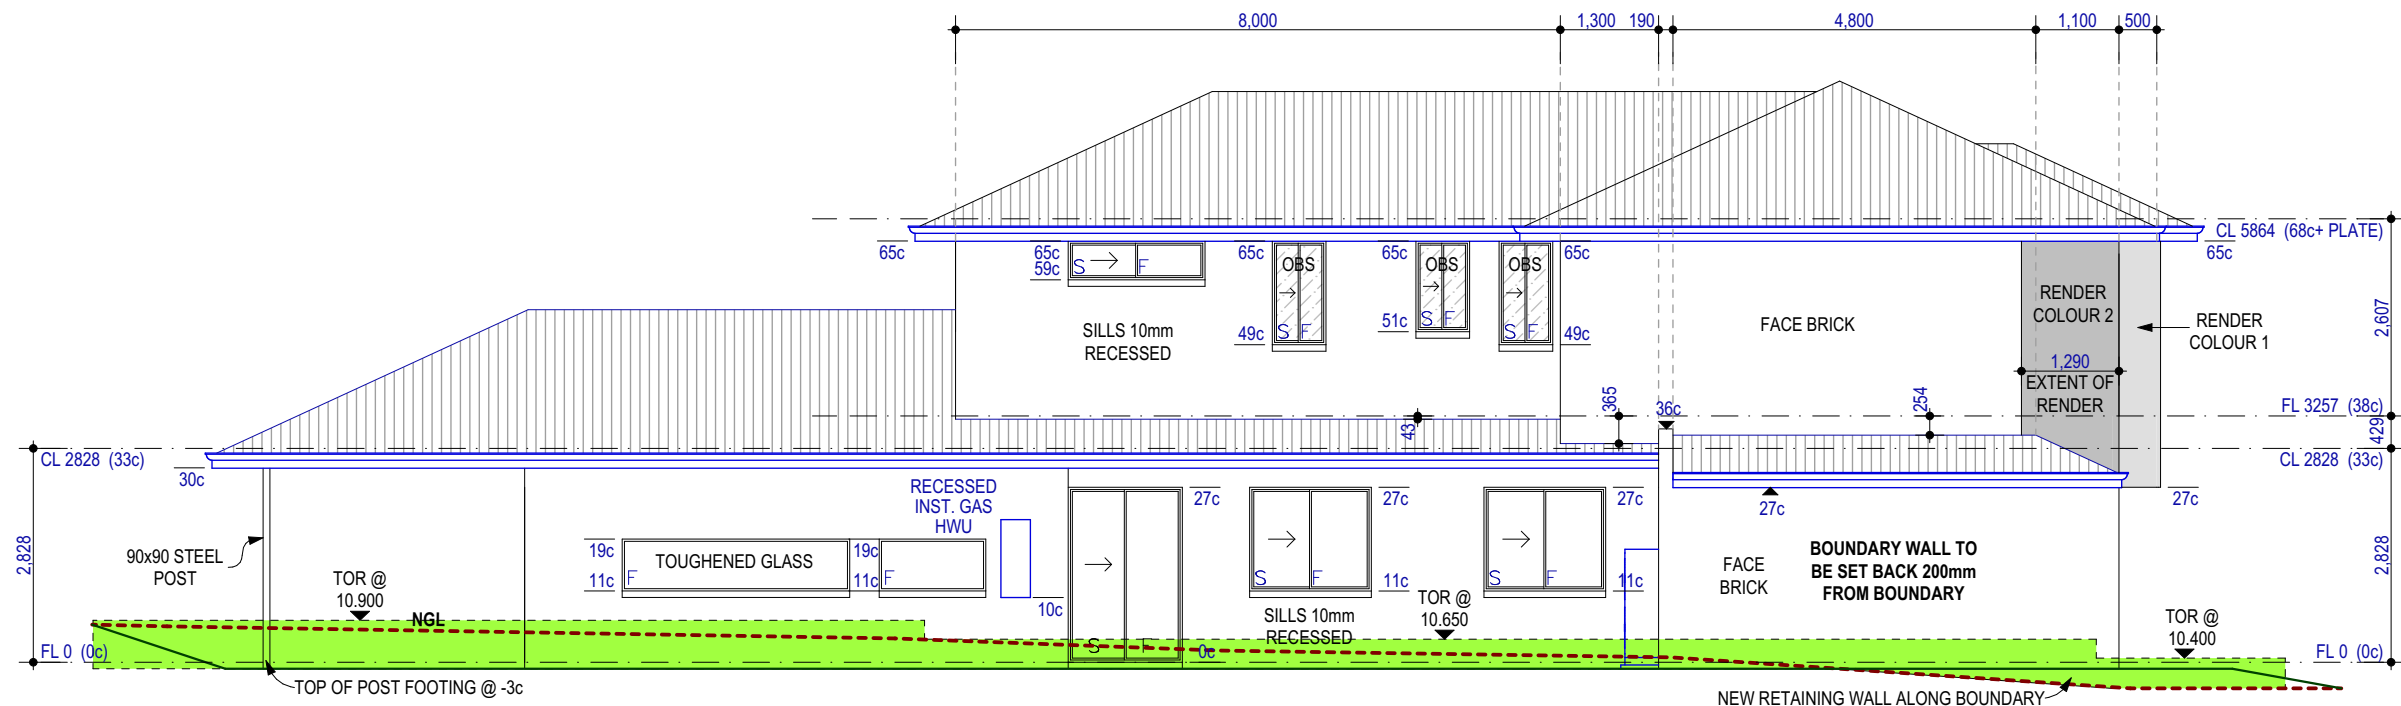 8,000
1,300
190
4,800
1,100
500
CL 5864 (68c+ PLATE)
65c
65c
59c
65c
65c
65c
65c
S F
OBS
OBS
OBS
S F
S F
S F
49c
51c
49c
SILLS 10mm
RECESSED
FACE BRICK
RENDER
COLOUR 2
RENDER
COLOUR 1
2,607
1,290
EXTENT OF
RENDER
365
36c
254
43
FL 3257 (38c)
429
CL 2828 (33c)
CL 2828 (33c)
30c
RECESSED
INST. GAS
HWU
27c
27c
27c
27c
27c
2,828
90x90 STEEL
POST
19c
TOUGHENED GLASS
19c
11c
F
11c
F
10c
S F
11c
S F
11c
FACE
BRICK
BOUNDARY WALL TO
BE SET BACK 200mm
FROM BOUNDARY
2,828
TOR @
10.900
NGL
SILLS 10mm
RECESSED
TOR @
10.650
TOR @
10.400
FL 0 (0c)
S F
0c
FL 0 (0c)
TOP OF POST FOOTING @ -3c
NEW RETAINING WALL ALONG BOUNDARY